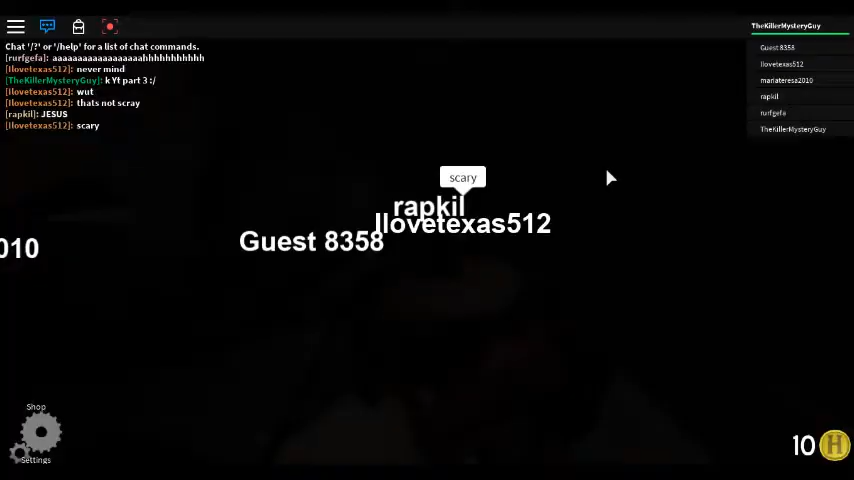 TheKillerMysteryGuy
Chat '/?' or '/help' for a list of chat commands.
Guest 8358
[rurfgefa]: aaaaaaaaaaaaaaaaaahhhhhhhhhhh
[Ilovetexas512]: never mind
Ilovetexas512
[TheKillerMysteryGuy]: k Yt part 3 :/
mariateresa2010
[Ilovetexas512]: wut
rapkil
[Ilovetexas512]: thats not scray
[rapkil]: JESUS
rurfgefa
[Ilovetexas512]: scary
TheKillerMysteryGuy
scary
rapkil
Ilovetexas512
Guest 8358
010
Shop
10 H
Settings